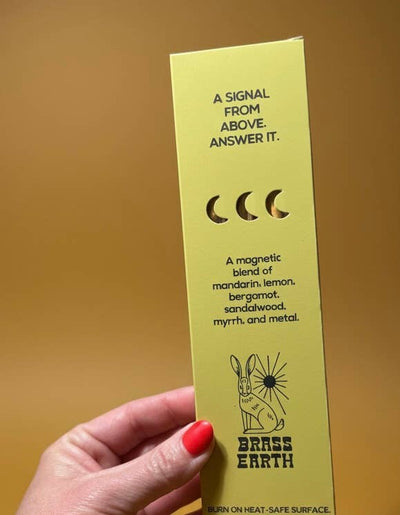 A SIGNAL
FROM
ABOVE.
ANSWER IT.
A magnetic
blend of
mandarin, lemon,
bergamot,
sandalwood,
myrrh, and metal.
BRASS
EARTH
BURN ON HEAT-SAFE SURFACE.